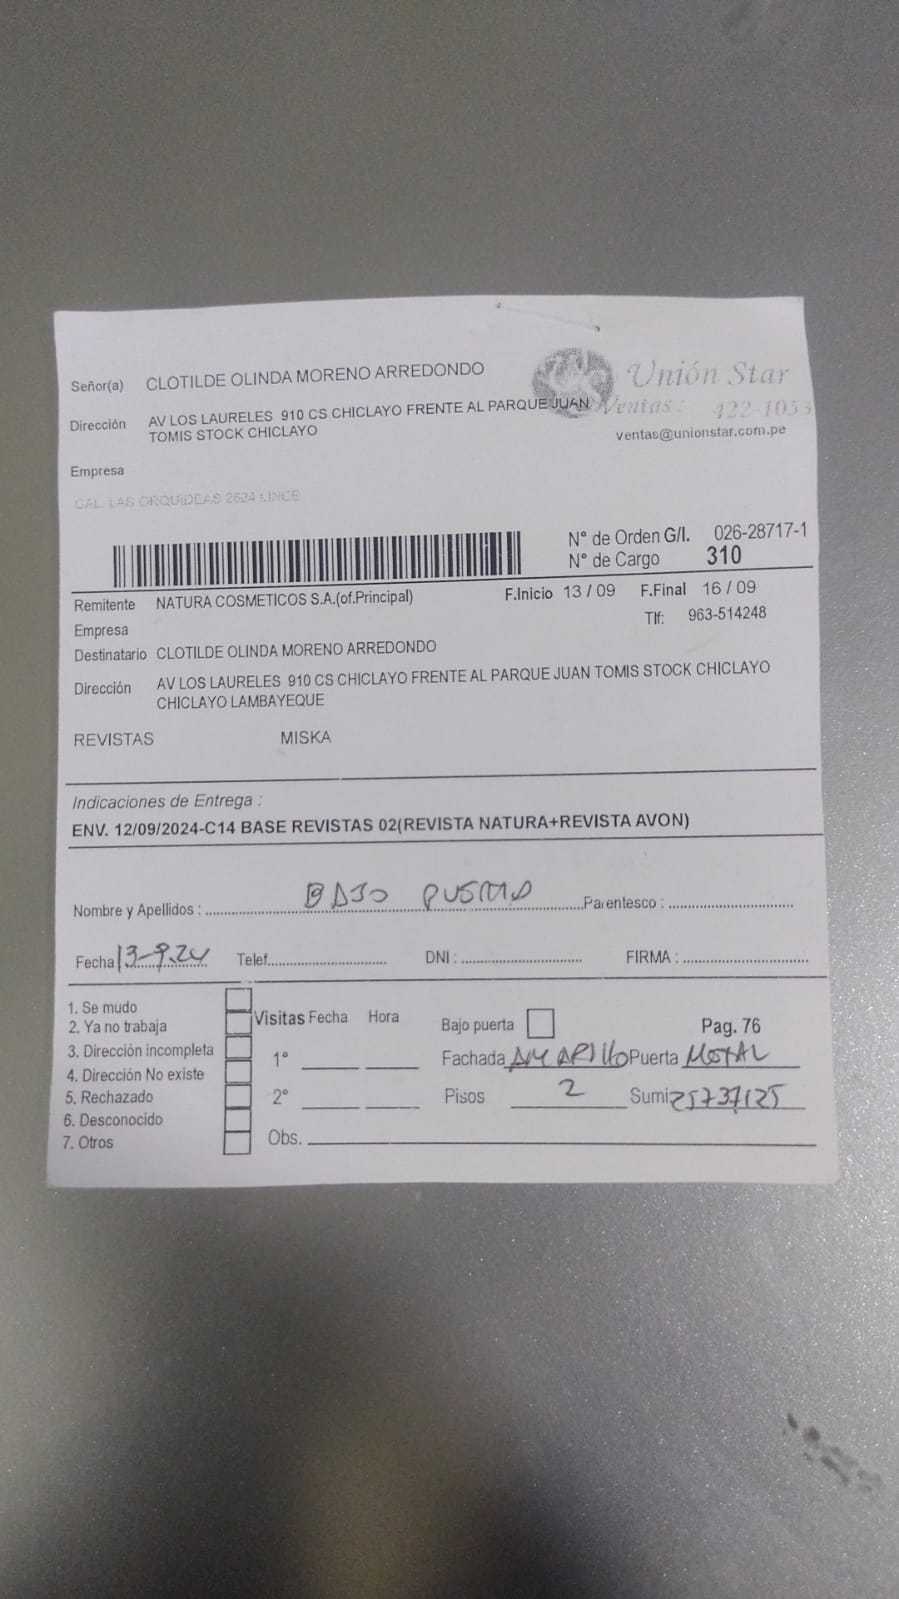 Señor(a) CLOTILDE OLINDA MORENO ARREDONDO
Unión Star
Dirección AV LOS LAURELES 910 CS CHICLAYO FRENTE AL PARQUE JUAN
TOMIS STOCK CHICLAYO
Ventas: 422-1053
ventas@unionstar.com.pe
Empresa
CAL. LAS ORQUIDEAS 2624 LINCE
N° de Orden G/I. 026-28717-1
N° de Cargo 310
Remitente NATURA COSMETICOS S.A.(of.Principal) F.Inicio 13 / 09 F.Final 16 / 09
Empresa Tlf: 963-514248
Destinatario CLOTILDE OLINDA MORENO ARREDONDO
Dirección AV LOS LAURELES 910 CS CHICLAYO FRENTE AL PARQUE JUAN TOMIS STOCK CHICLAYO
CHICLAYO LAMBAYEQUE
REVISTAS MISKA
Indicaciones de Entrega :
ENV. 12/09/2024-C14 BASE REVISTAS 02(REVISTA NATURA+REVISTA AVON)
Nombre y Apellidos : BAJO PUERTA Parentesco :
Fecha 13-9.24 Telef. DNI : FIRMA :
1. Se mudo
2. Ya no trabaja
3. Dirección incompleta
4. Dirección No existe
5. Rechazado
6. Desconocido
7. Otros
Visitas Fecha Hora
1°
2°
Obs.
Bajo puerta Pag. 76
Fachada AMARILLO Puerta METAL
Pisos 2 Sumi 25737125